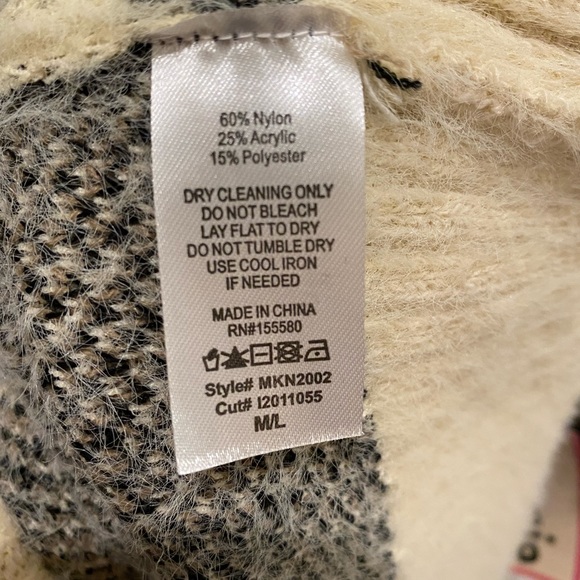 60% Nylon
25% Acrylic
15% Polyester
DRY CLEANING ONLY
DO NOT BLEACH
LAY FLAT TO DRY
DO NOT TUMBLE DRY
USE COOL IRON
IF NEEDED
MADE IN CHINA
RN#155580
Style# MKN2002
Cut# I2011055
M/L